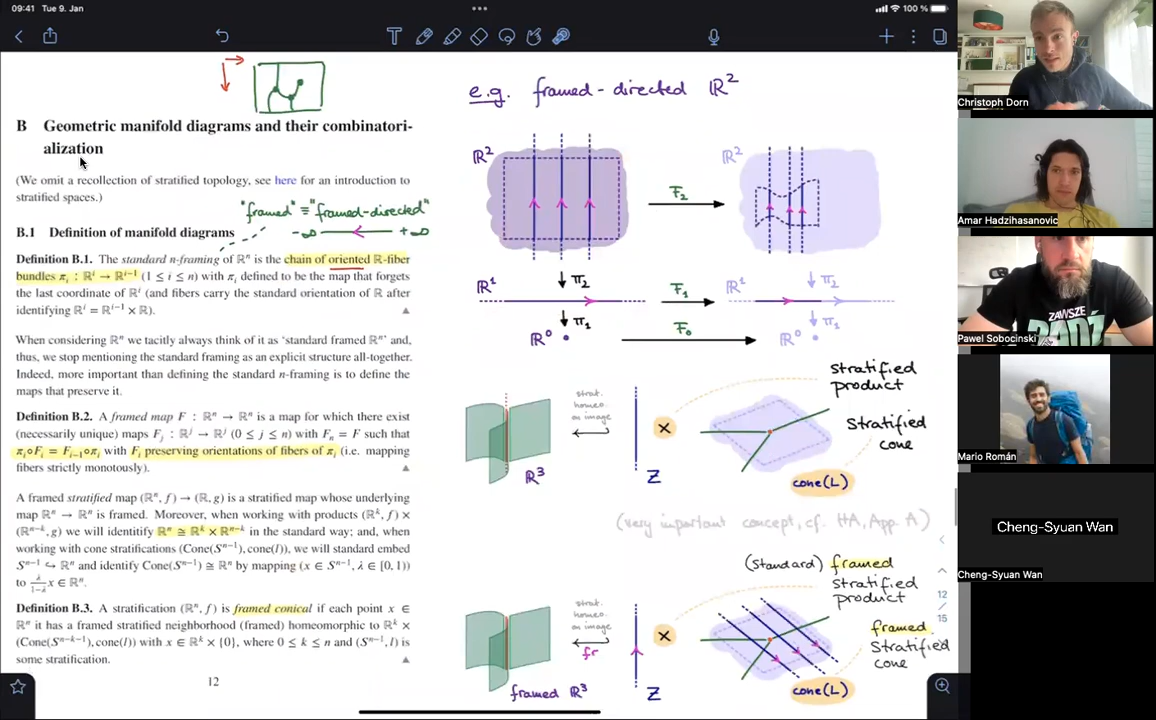 09:41 Tue 9. Jan
100 %
B Geometric manifold diagrams and their combinatori-
alization
(We omit a recollection of stratified topology, see here for an introduction to
stratified spaces.)
"framed" ≡ "framed-directed"
-∞ +∞
B.1 Definition of manifold diagrams
Definition B.1. The standard n-framing of ℝⁿ is the chain of oriented ℝ-fiber
bundles πᵢ : ℝⁱ → ℝⁱ⁻¹ (1 ≤ i ≤ n) with πᵢ defined to be the map that forgets
the last coordinate of ℝⁱ (and fibers carry the standard orientation of ℝ after
identifying ℝⁱ = ℝⁱ⁻¹ × ℝ). ▲
When considering ℝⁿ we tacitly always think of it as 'standard framed ℝⁿ' and,
thus, we stop mentioning the standard framing as an explicit structure all-together.
Indeed, more important than defining the standard n-framing is to define the
maps that preserve it.
Definition B.2. A framed map F : ℝⁿ → ℝⁿ is a map for which there exist
(necessarily unique) maps Fⱼ : ℝʲ → ℝʲ (0 ≤ j ≤ n) with Fₙ = F such that
πᵢ∘Fᵢ = Fᵢ₋₁∘πᵢ with Fᵢ preserving orientations of fibers of πᵢ (i.e. mapping
fibers strictly monotously). ▲
A framed stratified map (ℝⁿ, f) → (ℝ, g) is a stratified map whose underlying
map ℝⁿ → ℝⁿ is framed. Moreover, when working with products (ℝᵏ, f) ×
(ℝⁿ⁻ᵏ, g) we will identitify ℝⁿ ≅ ℝᵏ × ℝⁿ⁻ᵏ in the standard way; and, when
working with cone stratifications (Cone(Sⁿ⁻¹), cone(l)), we will standard embed
Sⁿ⁻¹ ↪ ℝⁿ and identify Cone(Sⁿ⁻¹) ≅ ℝⁿ by mapping (x ∈ Sⁿ⁻¹, λ ∈ [0, 1))
to λ/(1−λ) x ∈ ℝⁿ.
Definition B.3. A stratification (ℝⁿ, f) is framed conical if each point x ∈
ℝⁿ it has a framed stratified neighborhood (framed) homeomorphic to ℝᵏ ×
(Cone(Sⁿ⁻ᵏ⁻¹), cone(l)) with x ∈ ℝᵏ × {0}, where 0 ≤ k ≤ n and (Sⁿ⁻¹, l) is
some stratification. ▲
12
e.g. framed-directed ℝ²
ℝ² F₂ ℝ²
↓ π₂ ↓ π₂
ℝ¹ F₁ ℝ¹
↓ π₁ ↓ π₁
F₀
ℝ⁰ ℝ⁰
stratified
product
strat.
homeo.
on image
×
Stratified
cone
ℝ³ Z cone(L)
(very important concept, cf. HA, App. A)
(standard) framed
stratified
product
strat.
homeo.
on image
fr
×
framed
Stratified
cone
framed ℝ³ Z cone(L)
12
15
Christoph Dorn
Amar Hadzihasanovic
ZAWSZE
Pawel Sobocinski
Mario Román
Cheng-Syuan Wan
Cheng-Syuan Wan